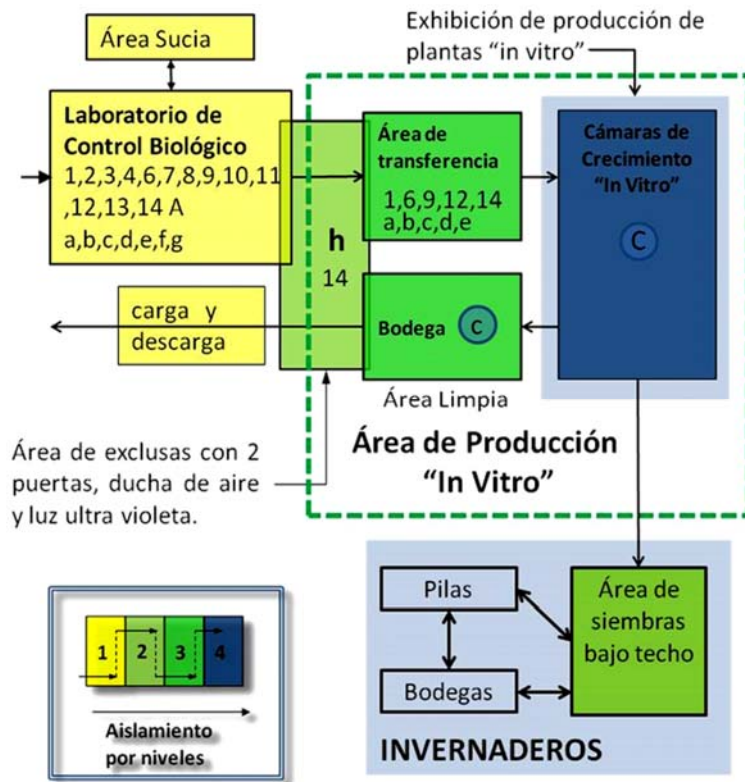 Área Sucia
Exhibición de producción de
plantas “in vitro”
Laboratorio de
Control Biológico
1,2,3,4,6,7,8,9,10,11
,12,13,14 A
a,b,c,d,e,f,g
h
14
Área de
transferencia
1,6,9,12,14
a,b,c,d,e
Cámaras de
Crecimiento
“In Vitro”
C
carga y
descarga
Bodega
C
Área Limpia
Área de Producción
“In Vitro”
Área de exclusas con 2
puertas, ducha de aire
y luz ultra violeta.
Pilas
Bodegas
Área de
siembras
bajo techo
INVERNADEROS
1 2 3 4
Aislamiento
por niveles